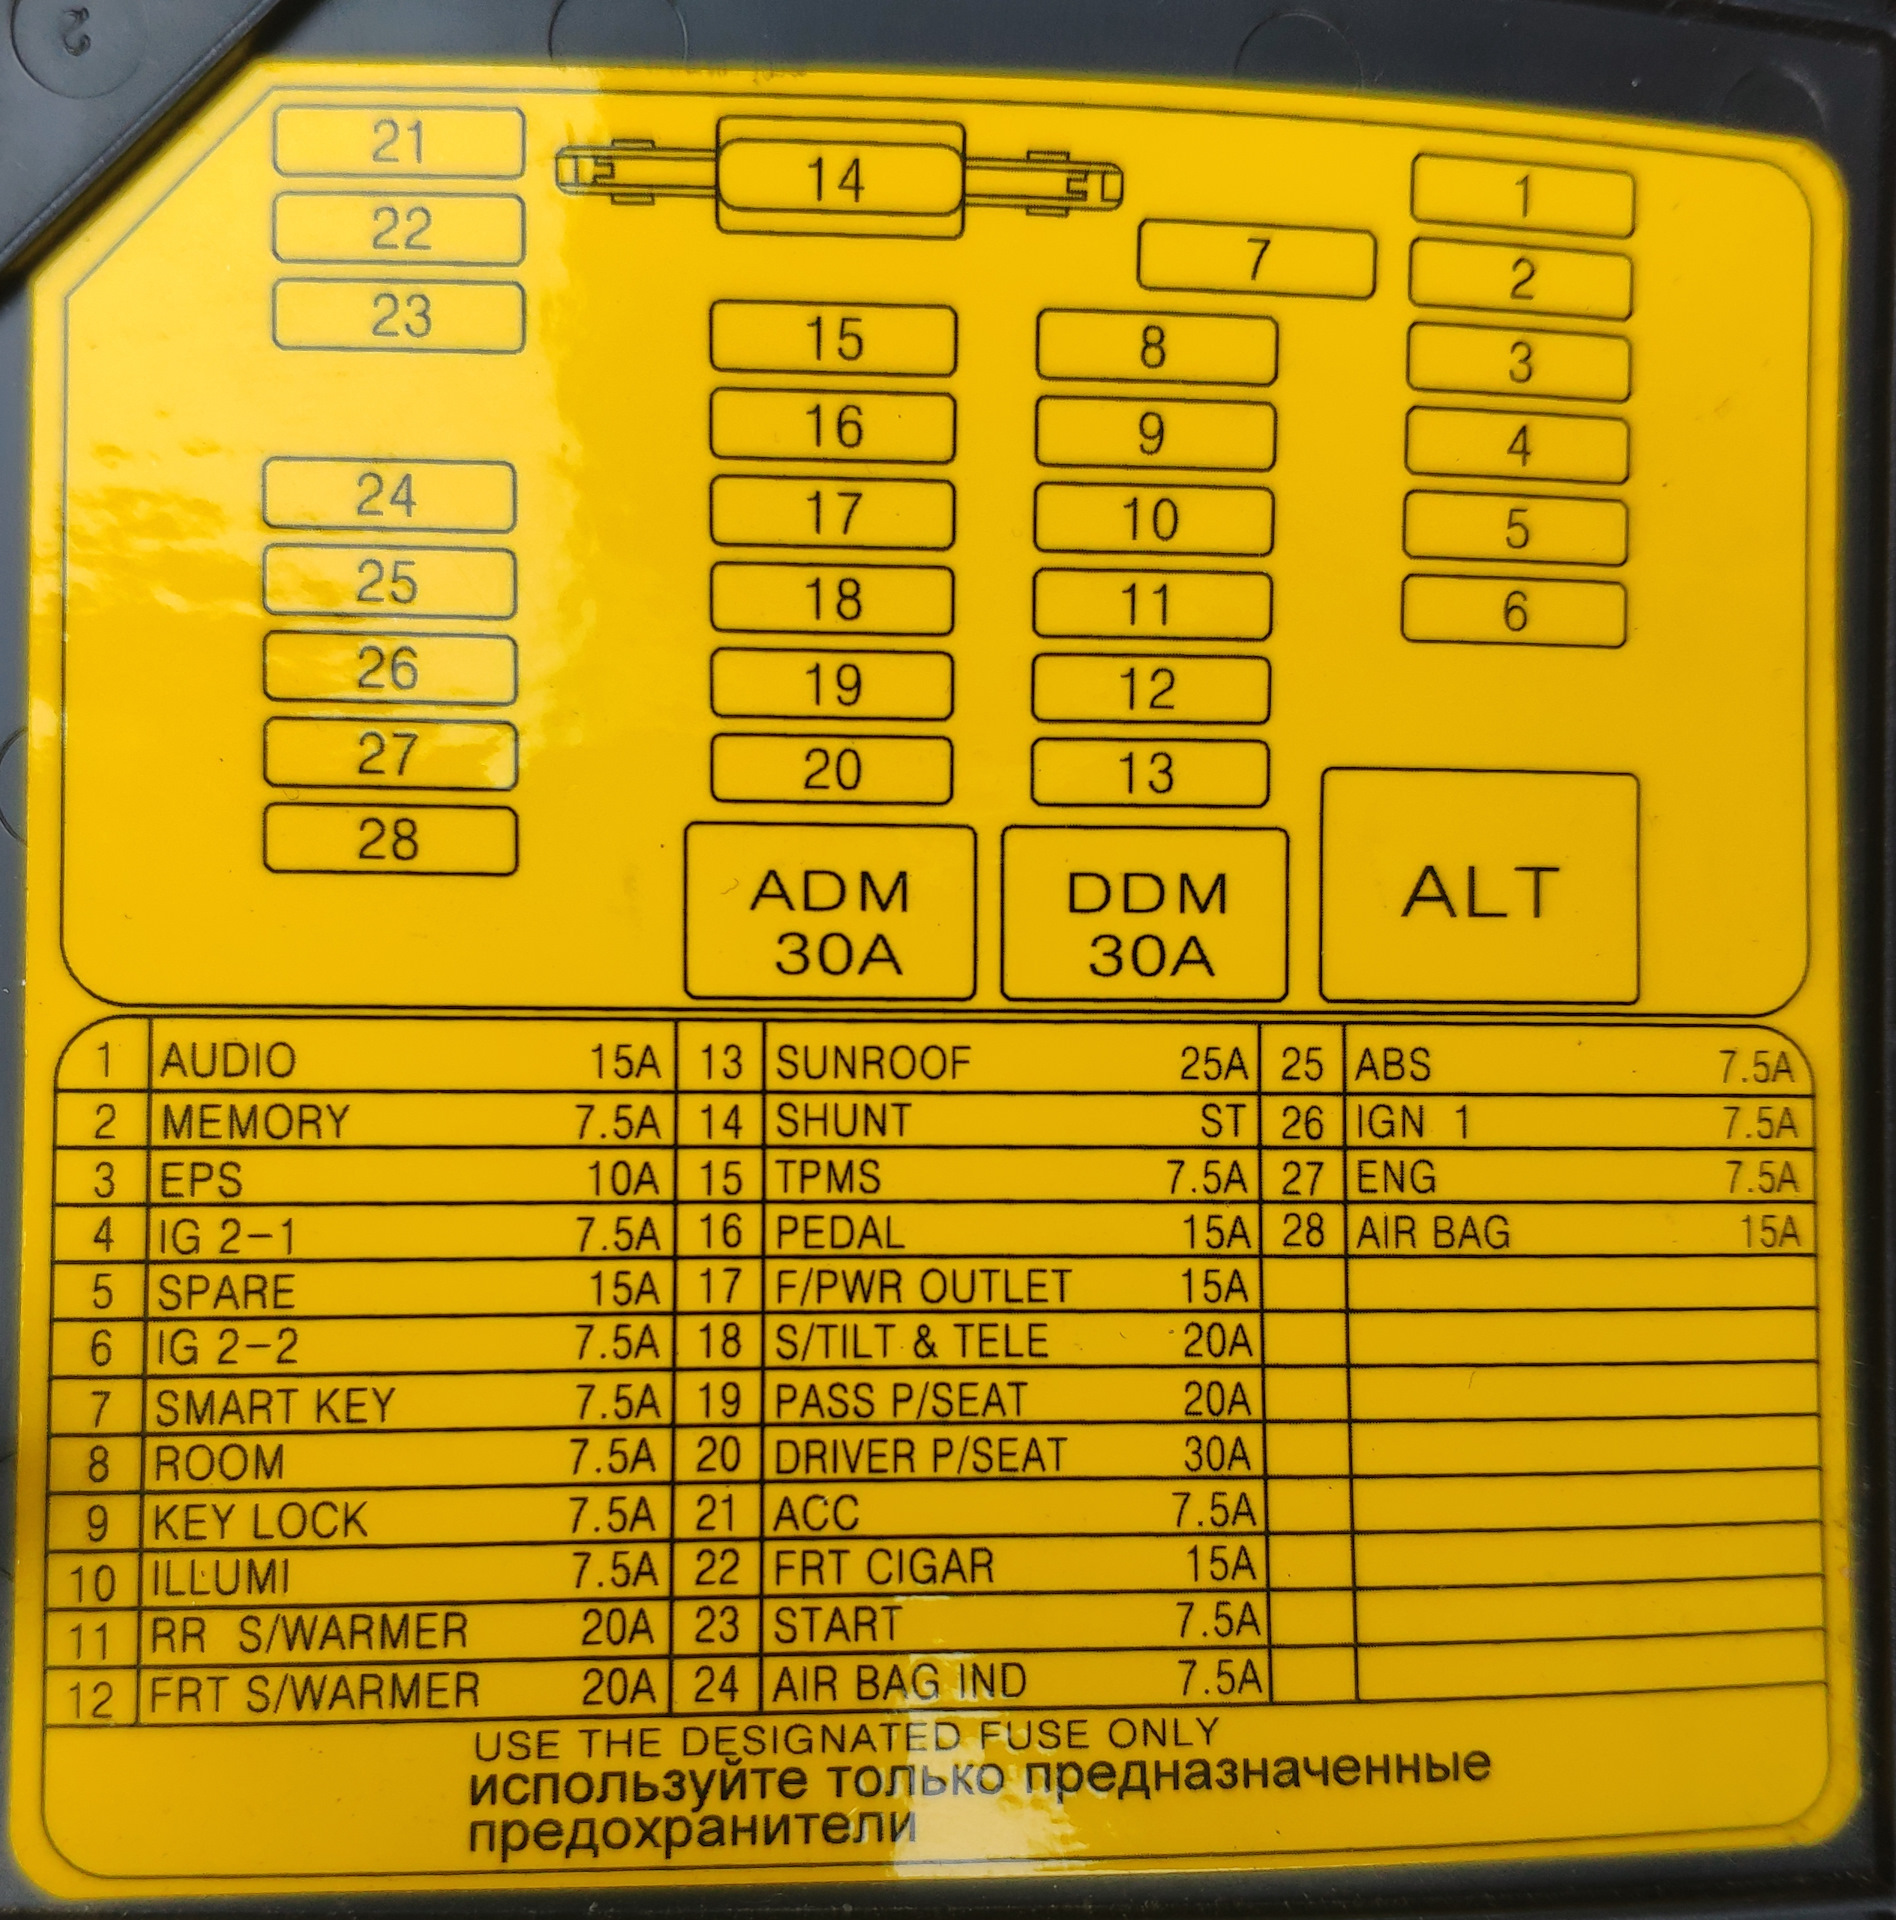 2
21
22
23
24
25
26
27
28
14
15
16
17
18
19
20
ADM
30A
7
8
9
10
11
12
13
DDM
30A
1
2
3
4
5
6
ALT
1 AUDIO 15A 13 SUNROOF 25A 25 ABS 7.5A
2 MEMORY 7.5A 14 SHUNT ST 26 IGN 1 7.5A
3 EPS 10A 15 TPMS 7.5A 27 ENG 7.5A
4 IG 2-1 7.5A 16 PEDAL 15A 28 AIR BAG 15A
5 SPARE 15A 17 F/PWR OUTLET 15A
6 IG 2-2 7.5A 18 S/TILT & TELE 20A
7 SMART KEY 7.5A 19 PASS P/SEAT 20A
8 ROOM 7.5A 20 DRIVER P/SEAT 30A
9 KEY LOCK 7.5A 21 ACC 7.5A
10 ILLUMI 7.5A 22 FRT CIGAR 15A
11 RR S/WARMER 20A 23 START 7.5A
12 FRT S/WARMER 20A 24 AIR BAG IND 7.5A
USE THE DESIGNATED FUSE ONLY
используйте только предназначенные
предохранители